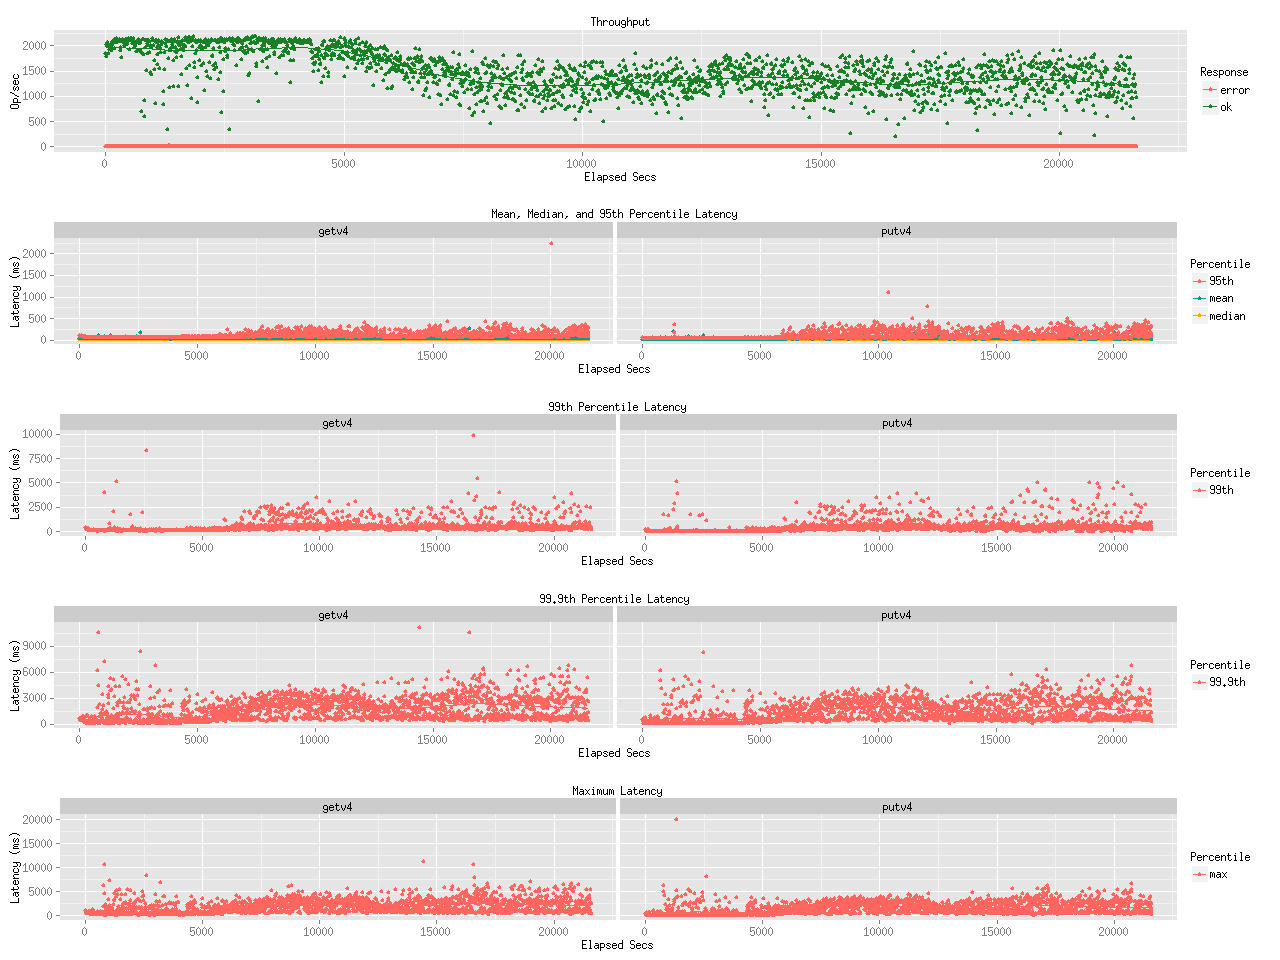 Throughput
2000
1500
1000
500
0
Op/sec
0 5000 10000 15000 20000
Elapsed Secs
Response
error
ok
Mean, Median, and 95th Percentile Latency
getv4 putv4
2000
1500
1000
500
0
Latency (ms)
0 5000 10000 15000 20000 0 5000 10000 15000 20000
Elapsed Secs
Percentile
95th
mean
median
99th Percentile Latency
getv4 putv4
10000
7500
5000
2500
0
Latency (ms)
0 5000 10000 15000 20000 0 5000 10000 15000 20000
Elapsed Secs
Percentile
99th
99.9th Percentile Latency
getv4 putv4
9000
6000
3000
0
Latency (ms)
0 5000 10000 15000 20000 0 5000 10000 15000 20000
Elapsed Secs
Percentile
99.9th
Maximum Latency
getv4 putv4
20000
15000
10000
5000
0
Latency (ms)
0 5000 10000 15000 20000 0 5000 10000 15000 20000
Elapsed Secs
Percentile
max